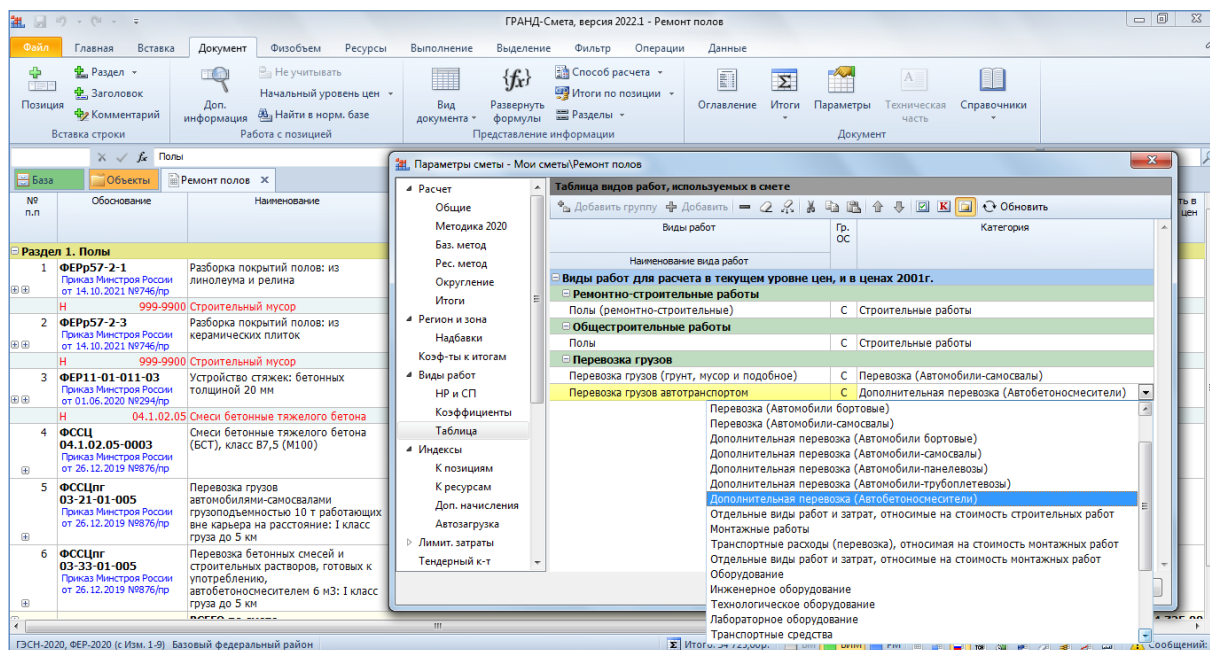 ГРАНД-Смета, версия 2022.1 - Ремонт полов
Файл Главная Вставка Документ Физобъем Ресурсы Выполнение Выделение Фильтр Операции Данные
Позиция
Раздел
Заголовок
Комментарий
Вставка строки
Доп. информация
Не учитывать
Начальный уровень цен
Найти в норм. базе
Работа с позицией
Вид документа
Развернуть формулы
Способ расчета
Итоги по позиции
Разделы
Представление информации
Оглавление
Итоги
Параметры
Техническая часть
Справочники
Документ
fx Полы
База Объекты Ремонт полов X
№ п.п Обоснование Наименование
Раздел 1. Полы
1 ФЕРр57-2-1 Разборка покрытий полов: из
Приказ Минстроя России линолеума и релина
от 14.10.2021 №746/пр
Н 999-9900 Строительный мусор
2 ФЕРр57-2-3 Разборка покрытий полов: из
Приказ Минстроя России керамических плиток
от 14.10.2021 №746/пр
Н 999-9900 Строительный мусор
3 ФЕР11-01-011-03 Устройство стяжек: бетонных
Приказ Минстроя России толщиной 20 мм
от 01.06.2020 №294/пр
Н 04.1.02.05 Смеси бетонные тяжелого бетона
4 ФССЦ Смеси бетонные тяжелого бетона
04.1.02.05-0003 (БСТ), класс В7,5 (М100)
Приказ Минстроя России
от 26.12.2019 №876/пр
5 ФССЦпг Перевозка грузов
03-21-01-005 автомобилями-самосвалами
Приказ Минстроя России грузоподъемностью 10 т работающих
от 26.12.2019 №876/пр вне карьера на расстояние: I класс
груза до 5 км
6 ФССЦпг Перевозка бетонных смесей и
03-33-01-005 строительных растворов, готовых к
Приказ Минстроя России употреблению,
от 26.12.2019 №876/пр автобетоносмесителем 6 м3: I класс
груза до 5 км
Параметры сметы - Мои сметы\Ремонт полов
Расчет
Общие
Методика 2020
Баз. метод
Рес. метод
Округление
Итоги
Регион и зона
Надбавки
Коэф-ты к итогам
Виды работ
НР и СП
Коэффициенты
Таблица
Индексы
К позициям
К ресурсам
Доп. начисления
Автозагрузка
Лимит. затраты
Тендерный к-т
Таблица видов работ, используемых в смете
Добавить группу Добавить К Обновить
Виды работ Гр. ОС Категория
Наименование вида работ
Виды работ для расчета в текущем уровне цен, и в ценах 2001г.
Ремонтно-строительные работы
Полы (ремонтно-строительные) С Строительные работы
Общестроительные работы
Полы С Строительные работы
Перевозка грузов
Перевозка грузов (грунт, мусор и подобное) С Перевозка (Автомобили-самосвалы)
Перевозка грузов автотранспортом С Дополнительная перевозка (Автобетоносмесители)
Перевозка (Автомобили бортовые)
Перевозка (Автомобили-самосвалы)
Дополнительная перевозка (Автомобили бортовые)
Дополнительная перевозка (Автомобили-самосвалы)
Дополнительная перевозка (Автомобили-панелевозы)
Дополнительная перевозка (Автомобили-трубоплетевозы)
Дополнительная перевозка (Автобетоносмесители)
Отдельные виды работ и затрат, относимые на стоимость строительных работ
Монтажные работы
Транспортные расходы (перевозка), относимая на стоимость монтажных работ
Отдельные виды работ и затрат, относимые на стоимость монтажных работ
Оборудование
Инженерное оборудование
Технологическое оборудование
Лабораторное оборудование
Транспортные средства
ГЭСН-2020, ФЕР-2020 (с Изм. 1-9) Базовый федеральный район
Сообщений: